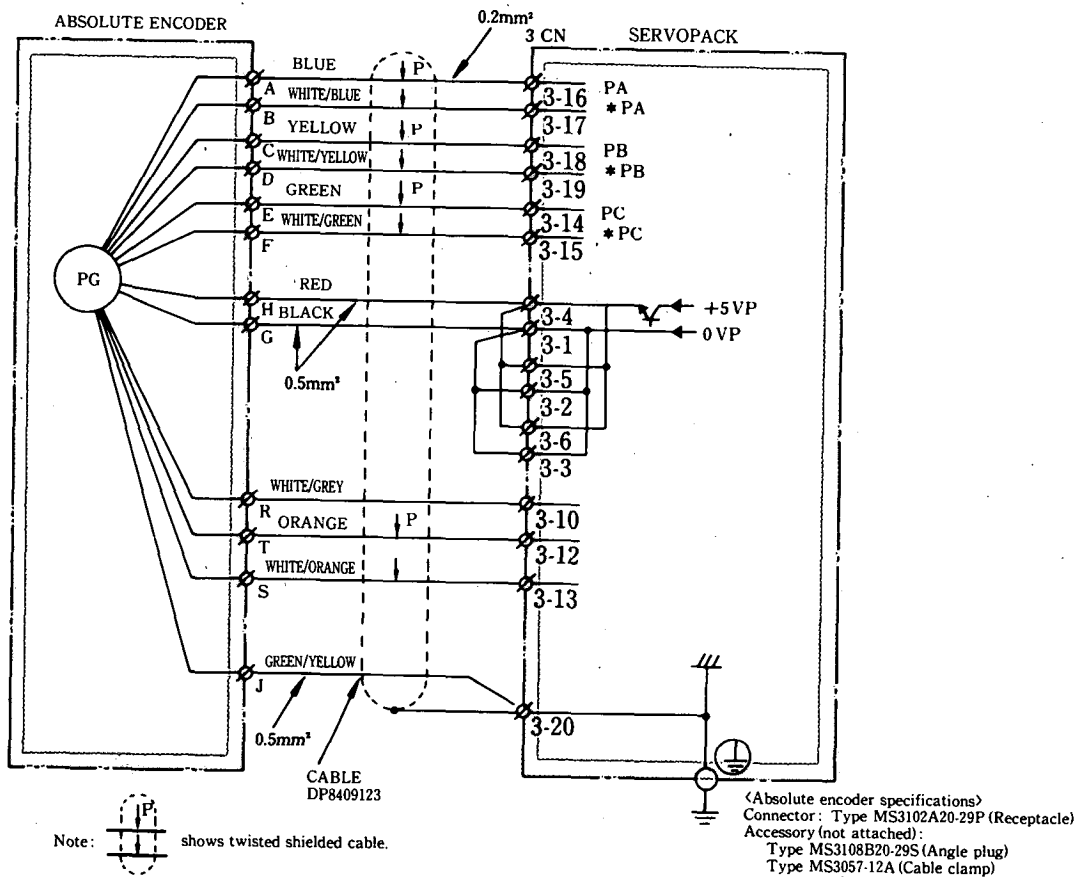 ABSOLUTE ENCODER
0.2mm²
3 CN
SERVOPACK
BLUE
P
A
3-16
PA
WHITE/BLUE
*PA
B
3-17
YELLOW
P
C
3-18
PB
WHITE/YELLOW
*PB
D
3-19
GREEN
P
E
3-14
PC
WHITE/GREEN
*PC
F
3-15
PG
RED
H
3-4
+5VP
BLACK
G
3-1
0VP
0.5mm²
3-5
3-2
3-6
3-3
WHITE/GREY
R
3-10
ORANGE
P
T
3-12
WHITE/ORANGE
S
3-13
GREEN/YELLOW
J
3-20
0.5mm²
CABLE
DP8409123
Note:
P
shows twisted shielded cable.
<Absolute encoder specifications>
Connector: Type MS3102A20-29P (Receptacle)
Accessory (not attached):
Type MS3108B20-29S (Angle plug)
Type MS3057-12A (Cable clamp)